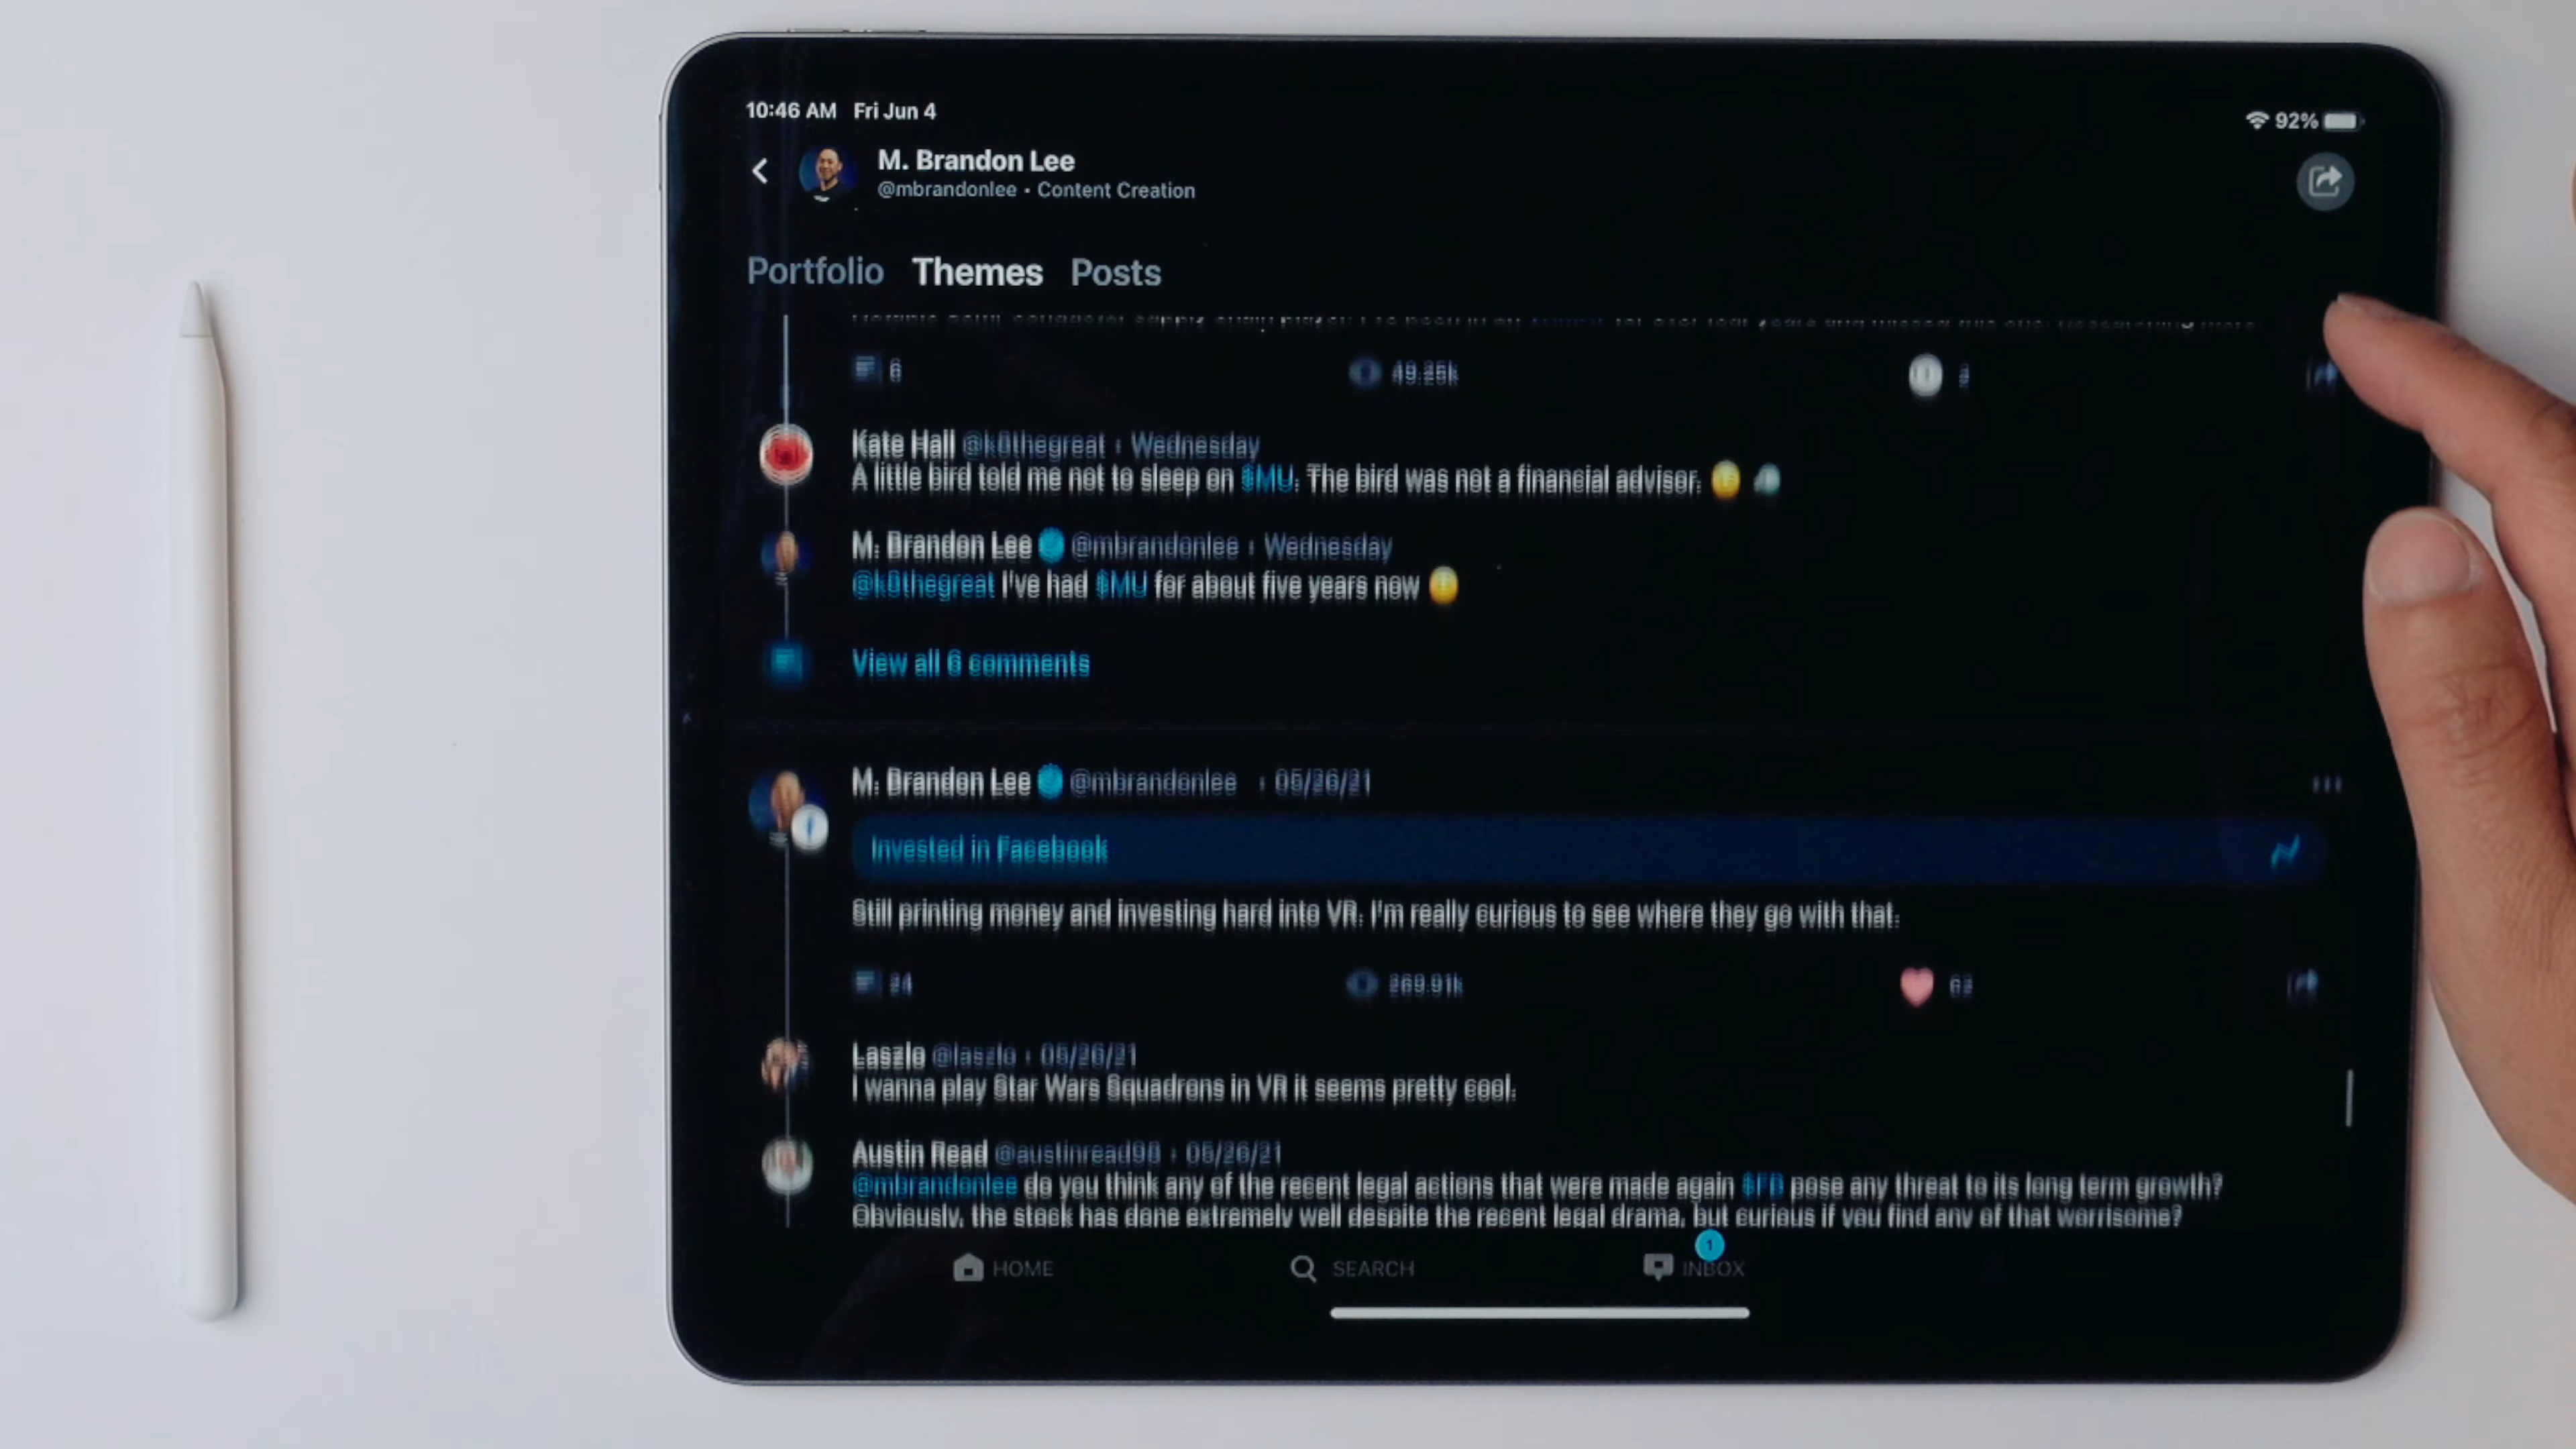 10:46 AM Fri Jun 4
92%
M. Brandon Lee
@mbrandonlee • Content Creation
Portfolio Themes Posts
6 49.25k
Kate Hall @k8thegreat • Wednesday
A little bird told me not to sleep on $MU. The bird was not a financial advisor.
M. Brandon Lee @mbrandonlee • Wednesday
@k8thegreat I've had $MU for about five years now
View all 6 comments
M. Brandon Lee @mbrandonlee • 05/26/21
Invested in Facebook
Still printing money and investing hard into VR. I'm really curious to see where they go with that.
24 269.91k 62
Laszlo @laszlo • 05/26/21
I wanna play Star Wars Squadrons in VR it seems pretty cool.
Austin Read @austinread98 • 05/26/21
@mbrandonlee do you think any of the recent legal actions that were made again $FB pose any threat to its long term growth?
Obviously, the stock has done extremely well despite the recent legal drama, but curious if you find any of that worrisome?
1
HOME SEARCH INBOX